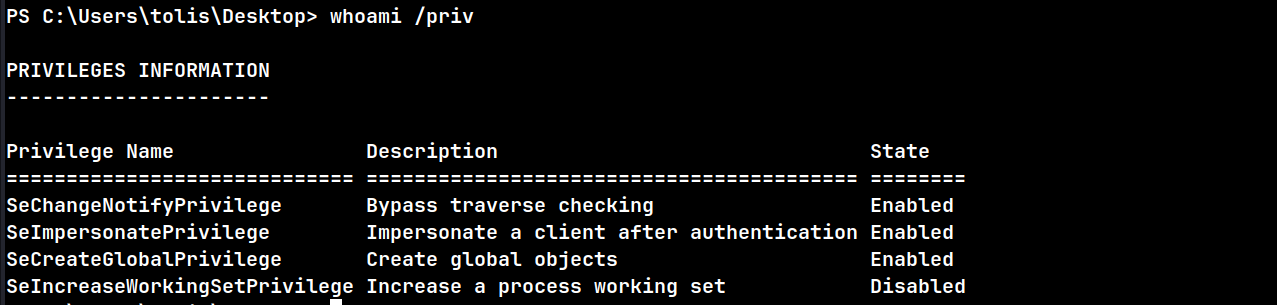 PS C:\Users\tolis\Desktop> whoami /priv
PRIVILEGES INFORMATION
----------------------
Privilege Name                Description                               State
============================= ========================================= ========
SeChangeNotifyPrivilege       Bypass traverse checking                  Enabled
SeImpersonatePrivilege        Impersonate a client after authentication Enabled
SeCreateGlobalPrivilege       Create global objects                     Enabled
SeIncreaseWorkingSetPrivilege Increase a process working set            Disabled